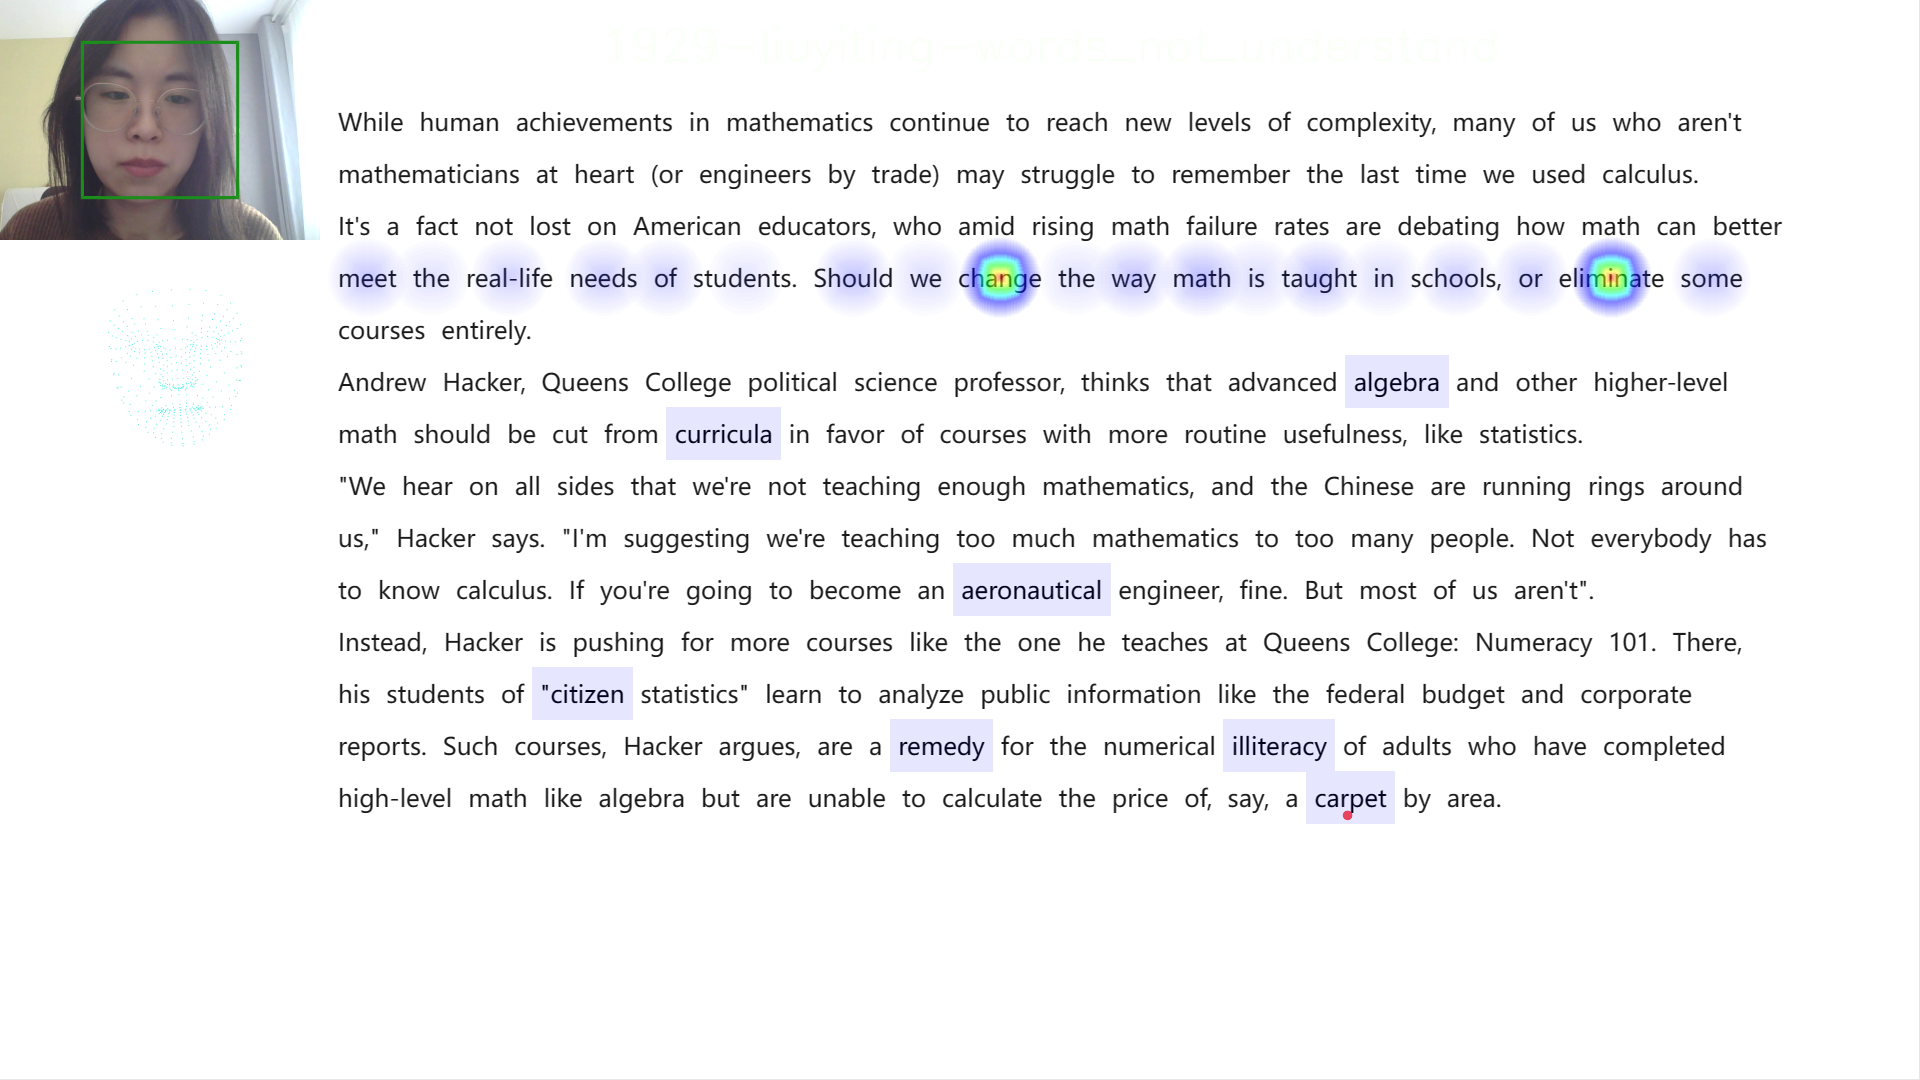 1929-liuyiting-words_not_understand
While human achievements in mathematics continue to reach new levels of complexity, many of us who aren't
mathematicians at heart (or engineers by trade) may struggle to remember the last time we used calculus.
It's a fact not lost on American educators, who amid rising math failure rates are debating how math can better
meet the real-life needs of students. Should we change the way math is taught in schools, or eliminate some
courses entirely.
Andrew Hacker, Queens College political science professor, thinks that advanced algebra and other higher-level
math should be cut from curricula in favor of courses with more routine usefulness, like statistics.
"We hear on all sides that we're not teaching enough mathematics, and the Chinese are running rings around
us," Hacker says. "I'm suggesting we're teaching too much mathematics to too many people. Not everybody has
to know calculus. If you're going to become an aeronautical engineer, fine. But most of us aren't".
Instead, Hacker is pushing for more courses like the one he teaches at Queens College: Numeracy 101. There,
his students of "citizen statistics" learn to analyze public information like the federal budget and corporate
reports. Such courses, Hacker argues, are a remedy for the numerical illiteracy of adults who have completed
high-level math like algebra but are unable to calculate the price of, say, a carpet by area.